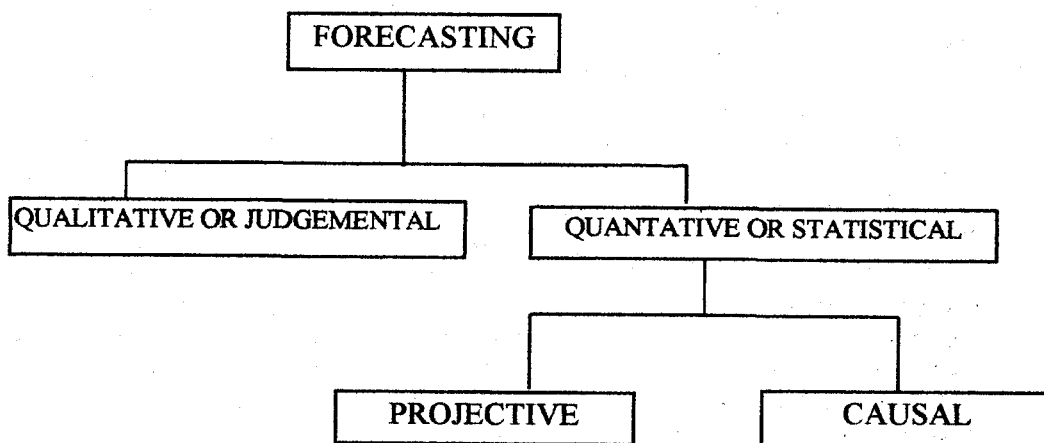 FORECASTING
QUALITATIVE OR JUDGEMENTAL
QUANTATIVE OR STATISTICAL
PROJECTIVE
CAUSAL